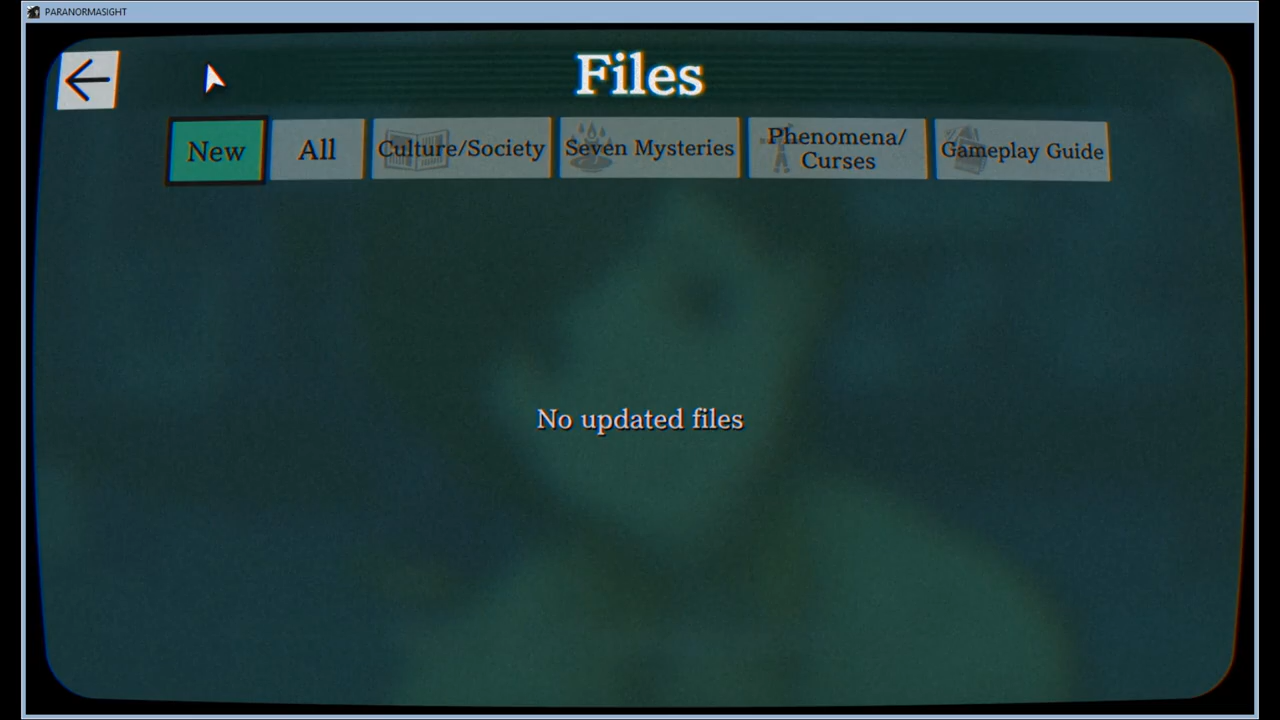 PARANORMASIGHT
Files
New
All
Culture/Society
Seven Mysteries
Phenomena/
Curses
Gameplay Guide
No updated files